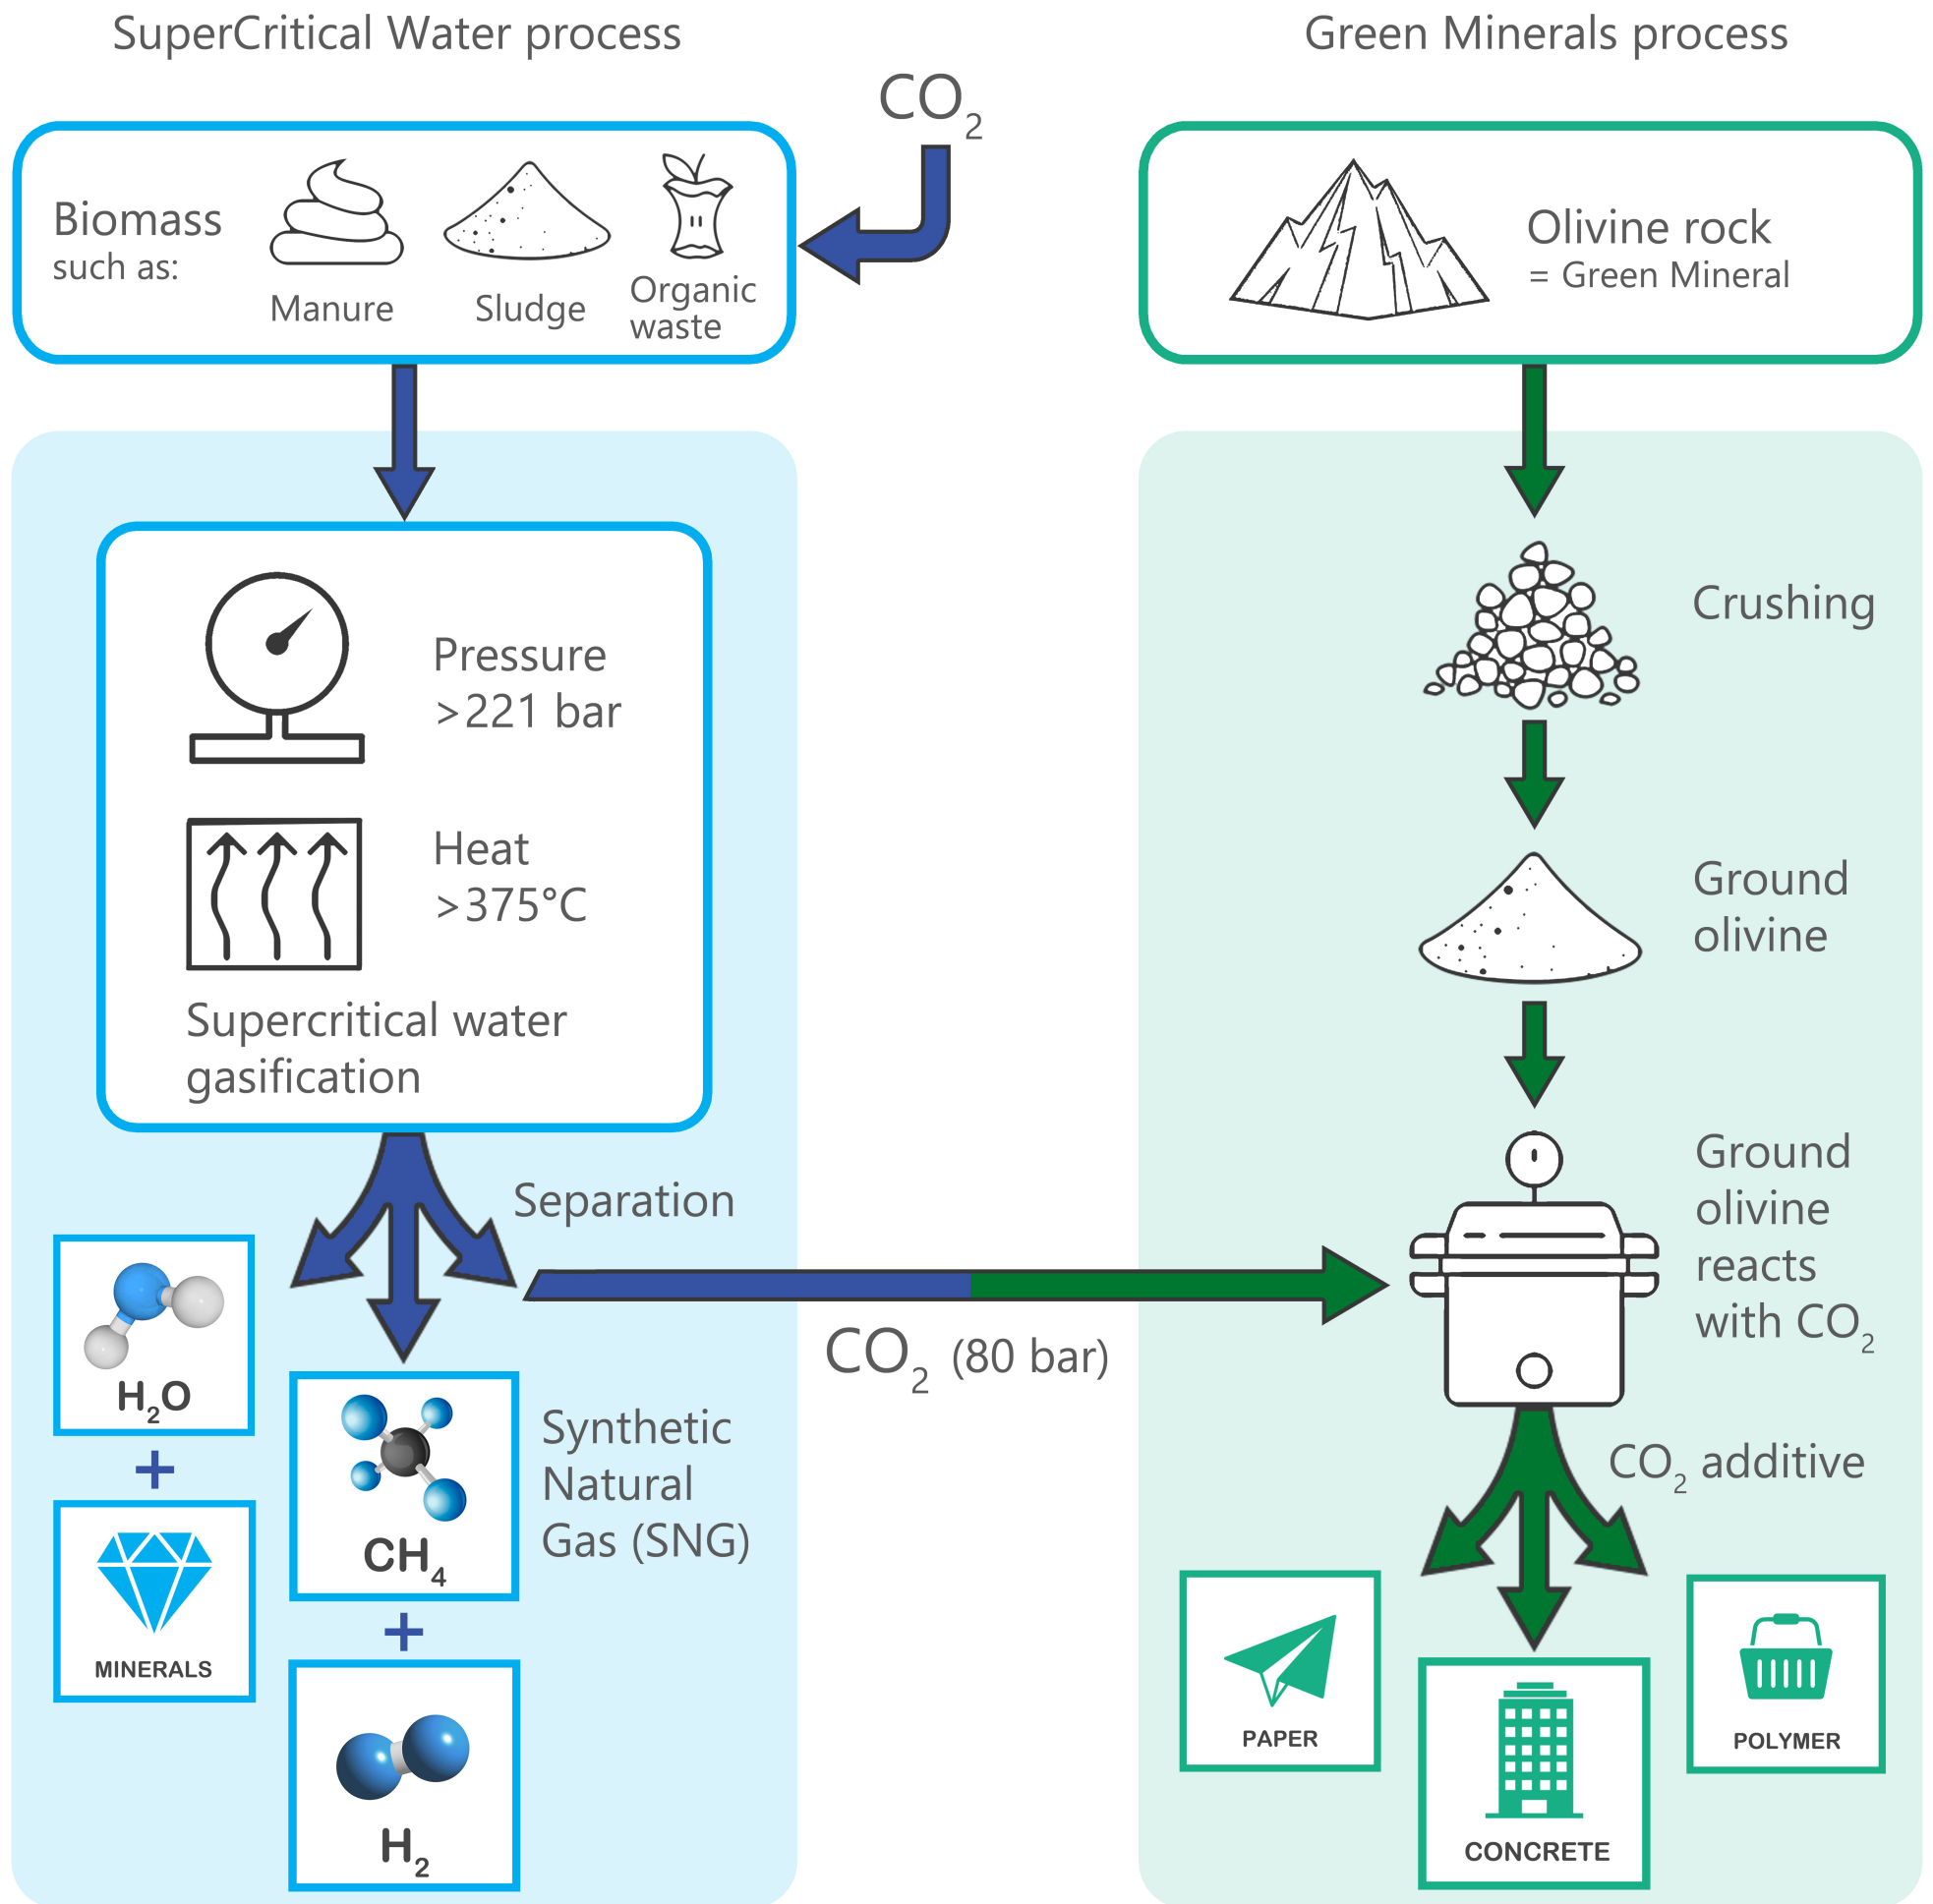 SuperCritical Water process
CO₂
Biomass
such as:
Manure
Sludge
Organic
waste
Pressure
>221 bar
Heat
>375°C
Supercritical water
gasification
Separation
H₂O
+
MINERALS
CH₄
Synthetic
Natural
Gas (SNG)
+
H₂
CO₂ (80 bar)
Green Minerals process
Olivine rock
= Green Mineral
Crushing
Ground
olivine
Ground
olivine
reacts
with CO₂
CO₂ additive
PAPER
CONCRETE
POLYMER